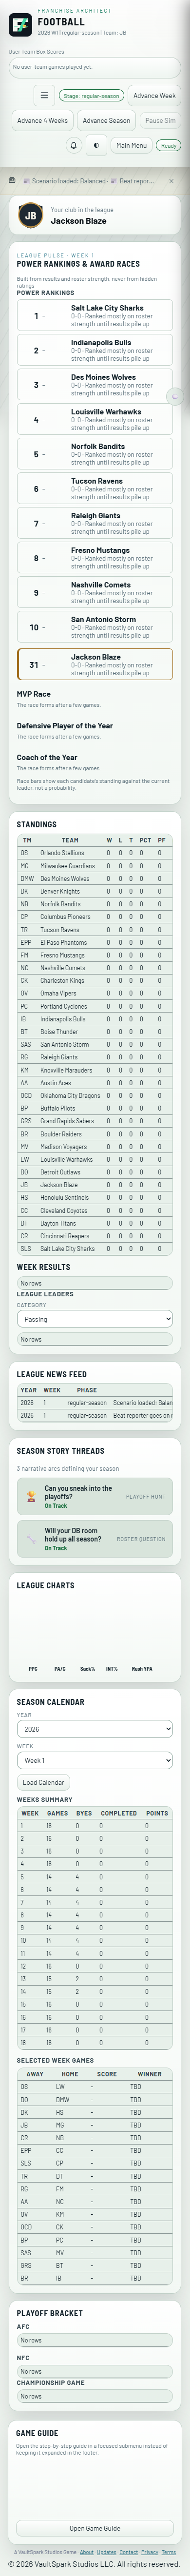 FRANCHISE ARCHITECT
FOOTBALL
2026 W1 | regular-season | Team: JB
User Team Box Scores
No user-team games played yet.
Stage: regular-season
Advance Week
Advance 4 Weeks
Advance Season
Pause Sim
Main Menu
Ready
Scenario loaded: Balanced · Beat repor...
JB
Your club in the league
Jackson Blaze
LEAGUE PULSE · WEEK 1
POWER RANKINGS & AWARD RACES
Built from results and roster strength, never from hidden ratings.
POWER RANKINGS
1 - Salt Lake City Sharks
0-0 · Ranked mostly on roster strength until results pile up
2 - Indianapolis Bulls
0-0 · Ranked mostly on roster strength until results pile up
3 - Des Moines Wolves
0-0 · Ranked mostly on roster strength until results pile up
4 - Louisville Warhawks
0-0 · Ranked mostly on roster strength until results pile up
5 - Norfolk Bandits
0-0 · Ranked mostly on roster strength until results pile up
6 - Tucson Ravens
0-0 · Ranked mostly on roster strength until results pile up
7 - Raleigh Giants
0-0 · Ranked mostly on roster strength until results pile up
8 - Fresno Mustangs
0-0 · Ranked mostly on roster strength until results pile up
9 - Nashville Comets
0-0 · Ranked mostly on roster strength until results pile up
10 - San Antonio Storm
0-0 · Ranked mostly on roster strength until results pile up
31 - Jackson Blaze
0-0 · Ranked mostly on roster strength until results pile up
MVP Race
The race forms after a few games.
Defensive Player of the Year
The race forms after a few games.
Coach of the Year
The race forms after a few games.
Race bars show each candidate's standing against the current leader, not a probability.
STANDINGS
TM TEAM W L T PCT PF
OS Orlando Stallions 0 0 0 0 0
MG Milwaukee Guardians 0 0 0 0 0
DMW Des Moines Wolves 0 0 0 0 0
DK Denver Knights 0 0 0 0 0
NB Norfolk Bandits 0 0 0 0 0
CP Columbus Pioneers 0 0 0 0 0
TR Tucson Ravens 0 0 0 0 0
EPP El Paso Phantoms 0 0 0 0 0
FM Fresno Mustangs 0 0 0 0 0
NC Nashville Comets 0 0 0 0 0
CK Charleston Kings 0 0 0 0 0
OV Omaha Vipers 0 0 0 0 0
PC Portland Cyclones 0 0 0 0 0
IB Indianapolis Bulls 0 0 0 0 0
BT Boise Thunder 0 0 0 0 0
SAS San Antonio Storm 0 0 0 0 0
RG Raleigh Giants 0 0 0 0 0
KM Knoxville Marauders 0 0 0 0 0
AA Austin Aces 0 0 0 0 0
OCD Oklahoma City Dragons 0 0 0 0 0
BP Buffalo Pilots 0 0 0 0 0
GRS Grand Rapids Sabers 0 0 0 0 0
BR Boulder Raiders 0 0 0 0 0
MV Madison Voyagers 0 0 0 0 0
LW Louisville Warhawks 0 0 0 0 0
DO Detroit Outlaws 0 0 0 0 0
JB Jackson Blaze 0 0 0 0 0
HS Honolulu Sentinels 0 0 0 0 0
CC Cleveland Coyotes 0 0 0 0 0
DT Dayton Titans 0 0 0 0 0
CR Cincinnati Reapers 0 0 0 0 0
SLS Salt Lake City Sharks 0 0 0 0 0
WEEK RESULTS
No rows
LEAGUE LEADERS
CATEGORY
Passing
No rows
LEAGUE NEWS FEED
YEAR WEEK PHASE
2026 1 regular-season Scenario loaded: Balan
2026 1 regular-season Beat reporter goes on r
SEASON STORY THREADS
3 narrative arcs defining your season
Can you sneak into the playoffs?
On Track
PLAYOFF HUNT
Will your DB room hold up all season?
On Track
ROSTER QUESTION
LEAGUE CHARTS
PPG PA/G Sack% INT% Rush YPA
SEASON CALENDAR
YEAR
2026
WEEK
Week 1
Load Calendar
WEEKS SUMMARY
WEEK GAMES BYES COMPLETED POINTS
1 16 0 0 0
2 16 0 0 0
3 16 0 0 0
4 16 0 0 0
5 14 4 0 0
6 14 4 0 0
7 14 4 0 0
8 14 4 0 0
9 14 4 0 0
10 14 4 0 0
11 14 4 0 0
12 16 0 0 0
13 15 2 0 0
14 15 2 0 0
15 16 0 0 0
16 16 0 0 0
17 16 0 0 0
18 16 0 0 0
SELECTED WEEK GAMES
AWAY HOME SCORE WINNER
OS LW - TBD
DO DMW - TBD
DK HS - TBD
JB MG - TBD
CR NB - TBD
EPP CC - TBD
SLS CP - TBD
TR DT - TBD
RG FM - TBD
AA NC - TBD
OV KM - TBD
OCD CK - TBD
BP PC - TBD
SAS MV - TBD
GRS BT - TBD
BR IB - TBD
PLAYOFF BRACKET
AFC
No rows
NFC
No rows
CHAMPIONSHIP GAME
No rows
GAME GUIDE
Open the step-by-step guide in a focused submenu instead of keeping it expanded in the footer.
Open Game Guide
A VaultSpark Studios Game · About · Updates · Contact · Privacy · Terms
© 2026 VaultSpark Studios LLC. All rights reserved.